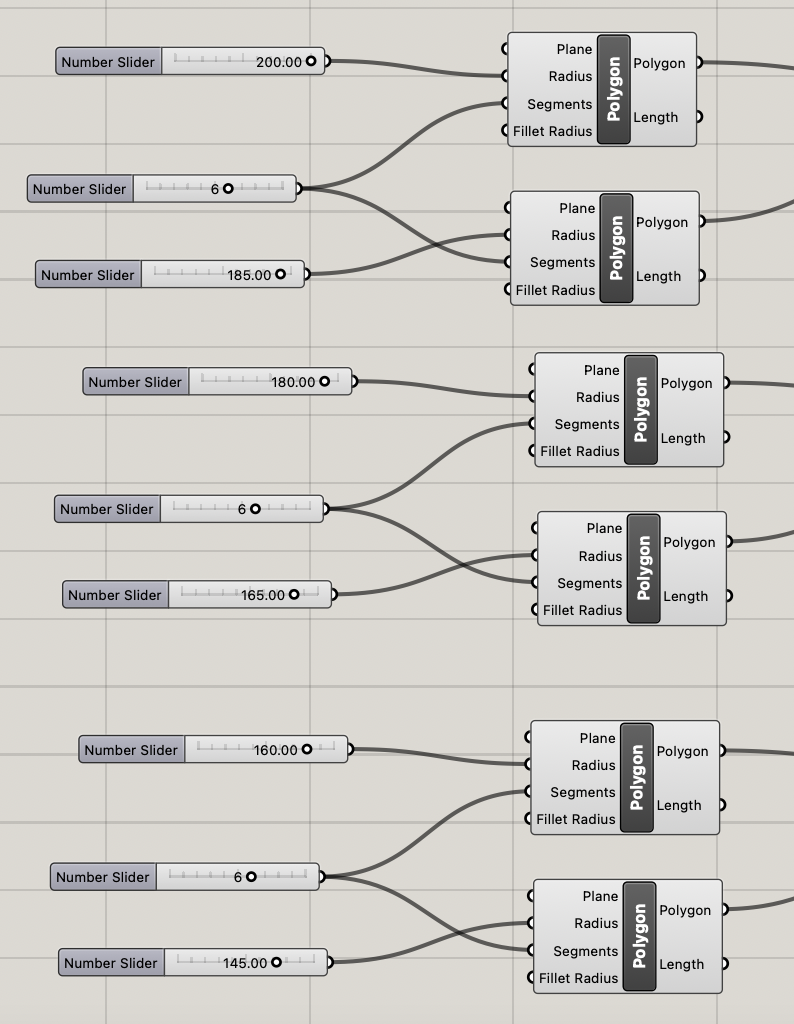 Number Slider 200.00
Plane
Radius
Segments
Fillet Radius
Polygon
Polygon
Length
Number Slider 6
Number Slider 185.00
Plane
Radius
Segments
Fillet Radius
Polygon
Polygon
Length
Number Slider 180.00
Plane
Radius
Segments
Fillet Radius
Polygon
Polygon
Length
Number Slider 6
Number Slider 165.00
Plane
Radius
Segments
Fillet Radius
Polygon
Polygon
Length
Number Slider 160.00
Plane
Radius
Segments
Fillet Radius
Polygon
Polygon
Length
Number Slider 6
Number Slider 145.00
Plane
Radius
Segments
Fillet Radius
Polygon
Polygon
Length